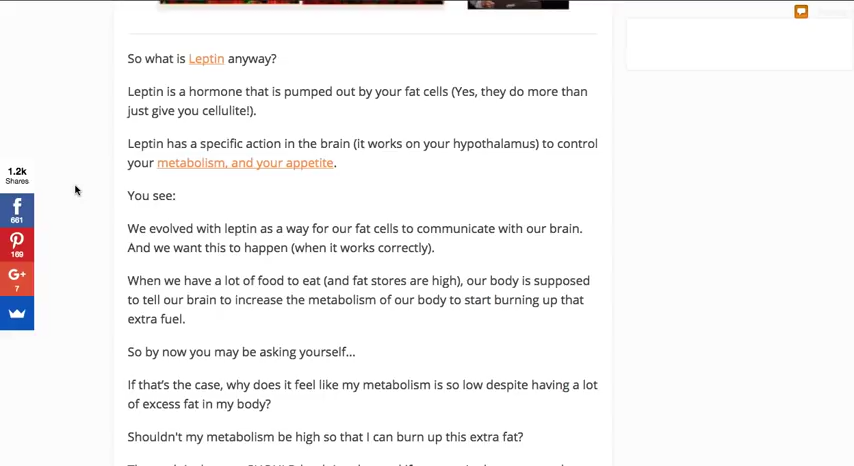 So what is Leptin anyway?
Leptin is a hormone that is pumped out by your fat cells (Yes, they do more than
just give you cellulite!).
Leptin has a specific action in the brain (it works on your hypothalamus) to control
your metabolism, and your appetite.
1.2k
Shares
You see:
661
We evolved with leptin as a way for our fat cells to communicate with our brain.
And we want this to happen (when it works correctly).
169
G+
7
When we have a lot of food to eat (and fat stores are high), our body is supposed
to tell our brain to increase the metabolism of our body to start burning up that
extra fuel.
So by now you may be asking yourself...
If that's the case, why does it feel like my metabolism is so low despite having a lot
of excess fat in my body?
Shouldn't my metabolism be high so that I can burn up this extra fat?